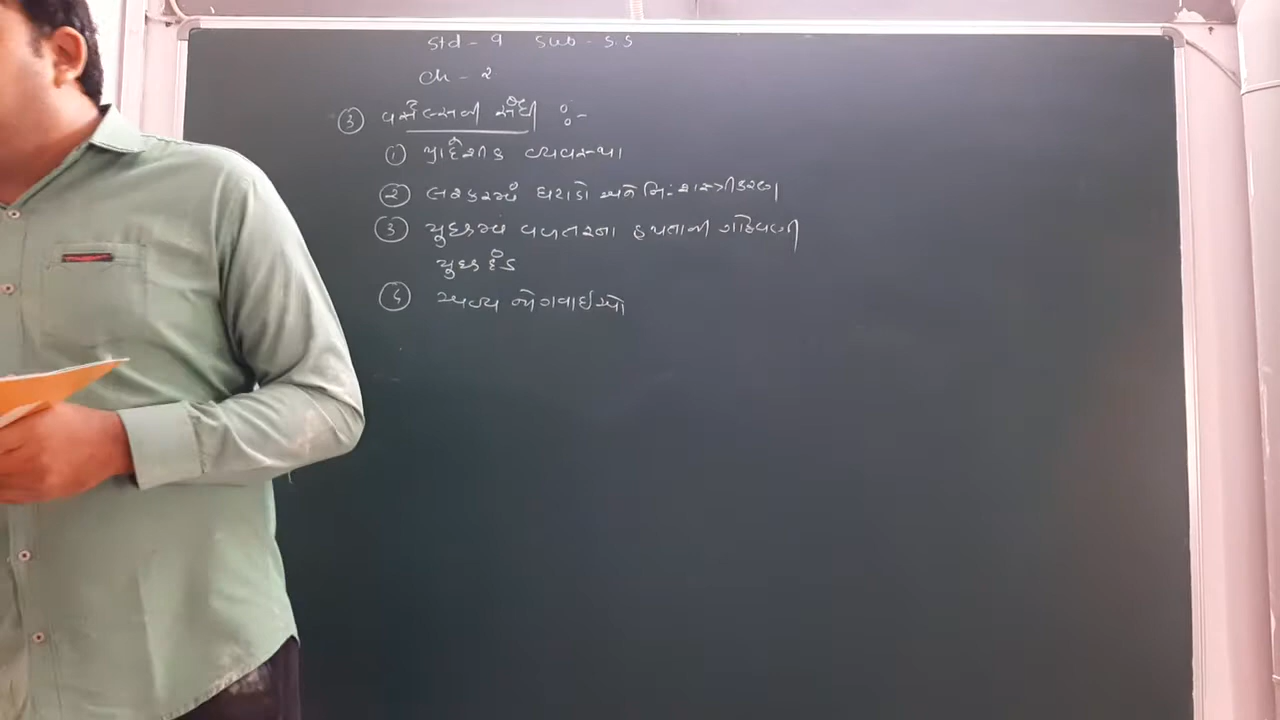 Std - 9 Sub - S.S
Ch - 2
③ વર્સેલ્સની સંધી :-
① પ્રાદેશીક વ્યવસ્થા
② લશ્કરમાં ઘટાડો અને નિ:શસ્ત્રીકરણ
③ યુદ્ધમાં વળતરના હપ્તાની ગોઠવણી
યુદ્ધ દંડ
④ અન્ય જોગવાઈઓ